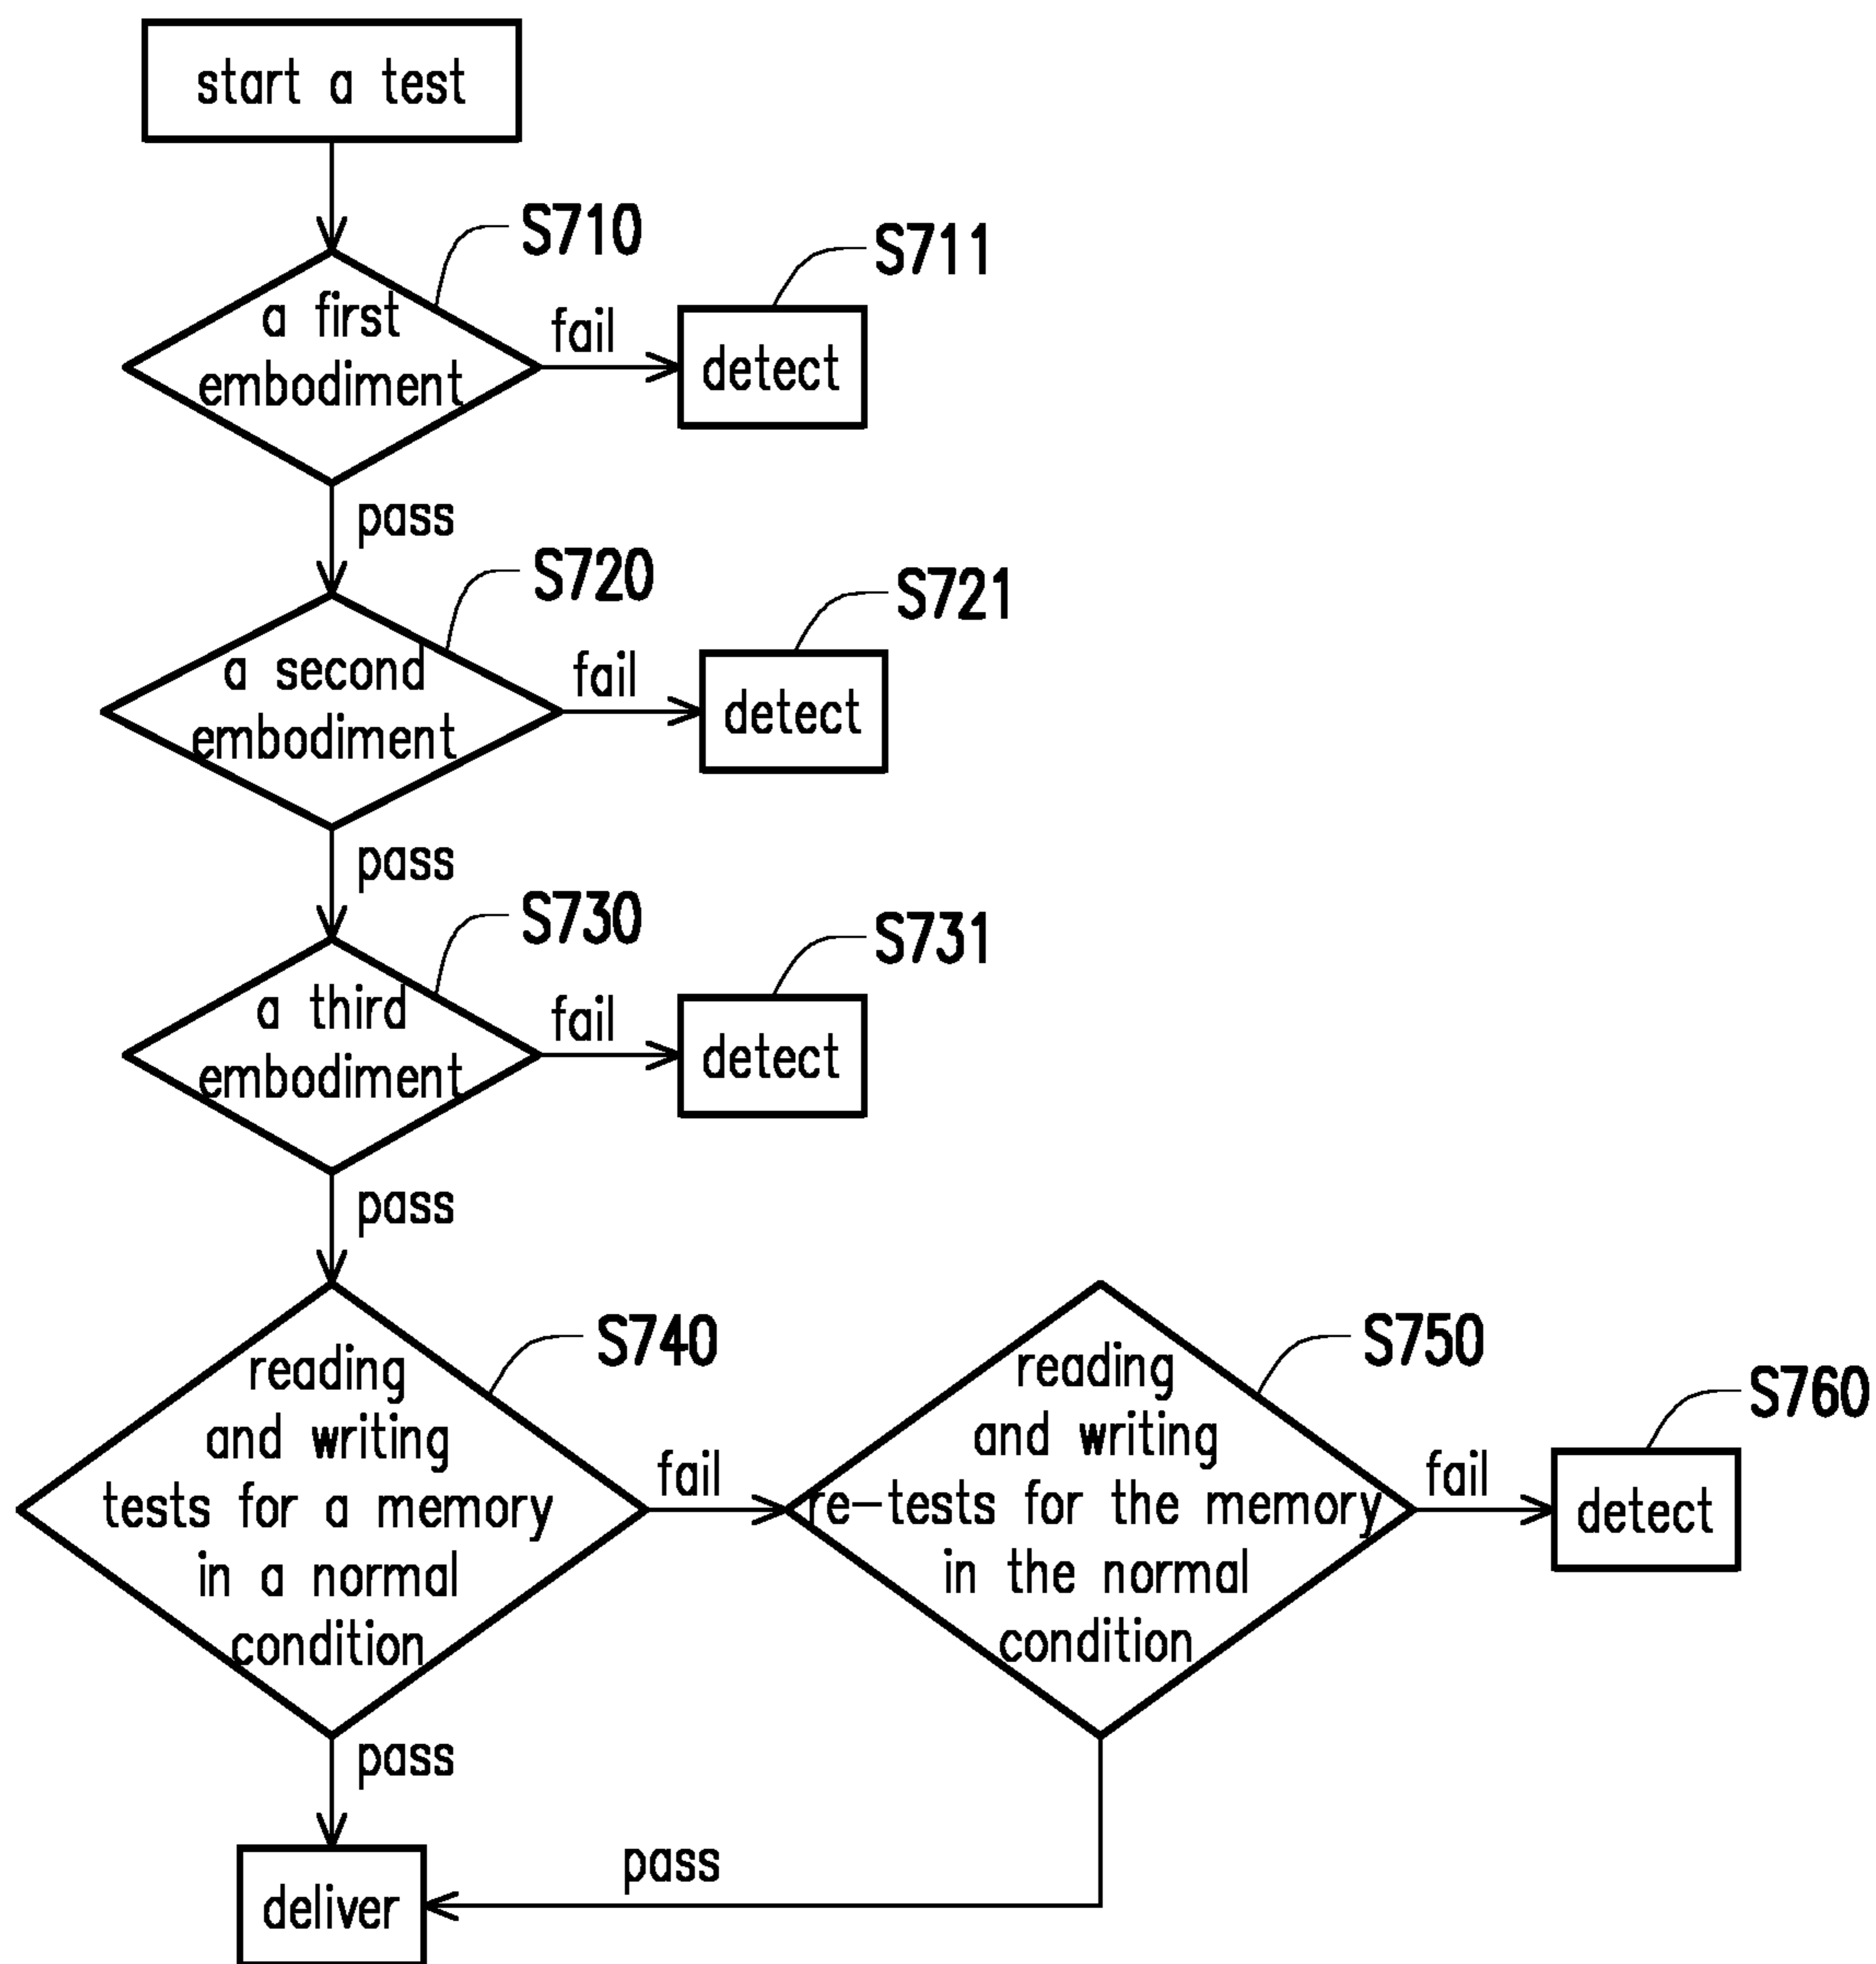 start a test
S710
S711
a first
embodiment
fail
detect
pass
S720
S721
a second
embodiment
fail
detect
pass
S730
S731
a third
embodiment
fail
detect
pass
S740
reading
and writing
tests for a memory
in a normal
condition
fail
S750
reading
and writing
re-tests for the memory
in the normal
condition
fail
S760
detect
pass
pass
deliver